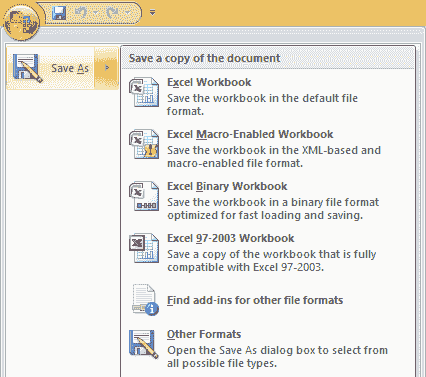 Save a copy of the document
Save As
Excel Workbook
Save the workbook in the default file
format.
Excel Macro-Enabled Workbook
Save the workbook in the XML-based and
macro-enabled file format.
Excel Binary Workbook
Save the workbook in a binary file format
optimized for fast loading and saving.
Excel 97-2003 Workbook
Save a copy of the workbook that is fully
compatible with Excel 97-2003.
Find add-ins for other file formats
Other Formats
Open the Save As dialog box to select from
all possible file types.